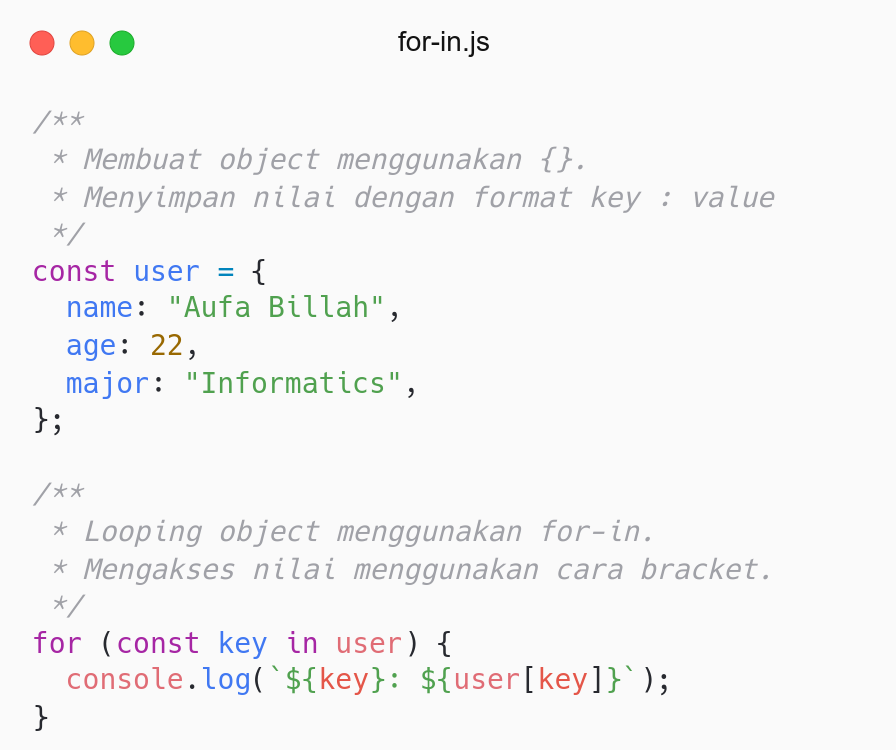 for-in.js
/**
 * Membuat object menggunakan {}.
 * Menyimpan nilai dengan format key : value
 */
const user = {
  name: "Aufa Billah",
  age: 22,
  major: "Informatics",
};
/**
 * Looping object menggunakan for-in.
 * Mengakses nilai menggunakan cara bracket.
 */
for (const key in user) {
  console.log(`${key}: ${user[key]}`);
}